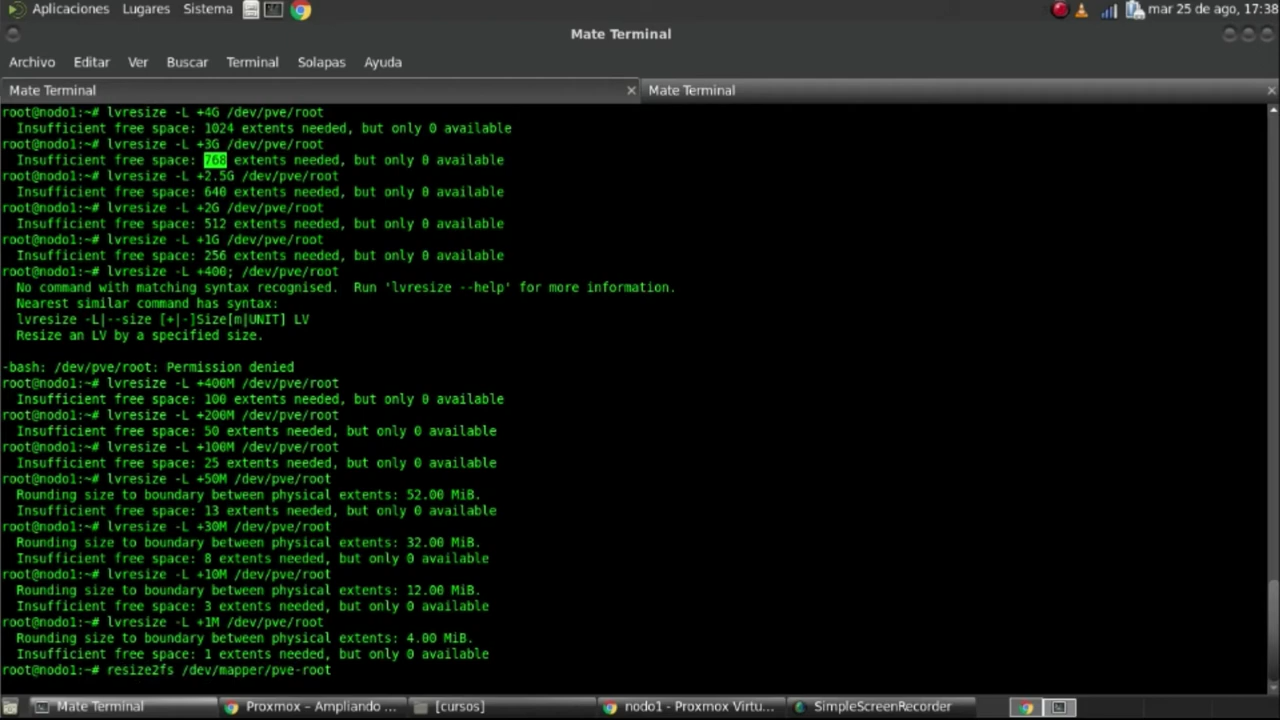 Aplicaciones Lugares Sistema mar 25 de ago, 17:38
Mate Terminal
Archivo Editar Ver Buscar Terminal Solapas Ayuda
Mate Terminal Mate Terminal
root@nodo1:~# lvresize -L +4G /dev/pve/root
  Insufficient free space: 1024 extents needed, but only 0 available
root@nodo1:~# lvresize -L +3G /dev/pve/root
  Insufficient free space: 768 extents needed, but only 0 available
root@nodo1:~# lvresize -L +2.5G /dev/pve/root
  Insufficient free space: 640 extents needed, but only 0 available
root@nodo1:~# lvresize -L +2G /dev/pve/root
  Insufficient free space: 512 extents needed, but only 0 available
root@nodo1:~# lvresize -L +1G /dev/pve/root
  Insufficient free space: 256 extents needed, but only 0 available
root@nodo1:~# lvresize -L +400; /dev/pve/root
  No command with matching syntax recognised.  Run 'lvresize --help' for more information.
  Nearest similar command has syntax:
  lvresize -L|--size [+|-]Size[m|UNIT] LV
  Resize an LV by a specified size.

-bash: /dev/pve/root: Permission denied
root@nodo1:~# lvresize -L +400M /dev/pve/root
  Insufficient free space: 100 extents needed, but only 0 available
root@nodo1:~# lvresize -L +200M /dev/pve/root
  Insufficient free space: 50 extents needed, but only 0 available
root@nodo1:~# lvresize -L +100M /dev/pve/root
  Insufficient free space: 25 extents needed, but only 0 available
root@nodo1:~# lvresize -L +50M /dev/pve/root
  Rounding size to boundary between physical extents: 52.00 MiB.
  Insufficient free space: 13 extents needed, but only 0 available
root@nodo1:~# lvresize -L +30M /dev/pve/root
  Rounding size to boundary between physical extents: 32.00 MiB.
  Insufficient free space: 8 extents needed, but only 0 available
root@nodo1:~# lvresize -L +10M /dev/pve/root
  Rounding size to boundary between physical extents: 12.00 MiB.
  Insufficient free space: 3 extents needed, but only 0 available
root@nodo1:~# lvresize -L +1M /dev/pve/root
  Rounding size to boundary between physical extents: 4.00 MiB.
  Insufficient free space: 1 extents needed, but only 0 available
root@nodo1:~# resize2fs /dev/mapper/pve-root
Mate Terminal Proxmox – Ampliando ... [cursos] nodo1 - Proxmox Virtu... SimpleScreenRecorder